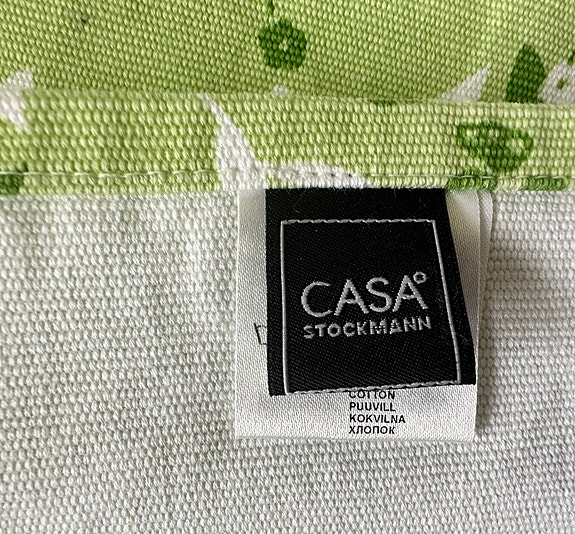 CASA
STOCKMANN
COTTON
PUUVILL
KOKVILNA
ХЛОПОК